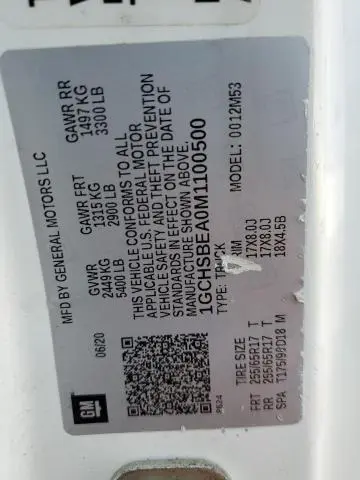 MFD BY GENERAL MOTORS LLC
06/20
GVWR
2449 KG
5400 LB
GAWR FRT
1315 KG
2900 LB
GAWR RR
1497 KG
3300 LB
THIS VEHICLE CONFORMS TO ALL
APPLICABLE U.S. FEDERAL MOTOR
VEHICLE SAFETY AND THEFT PREVENTION
STANDARDS IN EFFECT ON THE DATE OF
MANUFACTURE SHOWN ABOVE.
1GCHSBEA0M1100500
TYPE: TRUCK
MODEL: 0012M53
GM
PE24
TIRE SIZE RIM
FRT 255/65R17 T 17X8.0J
RR 255/65R17 T 17X8.0J
SPA T175/90D18 M 18X4.5B